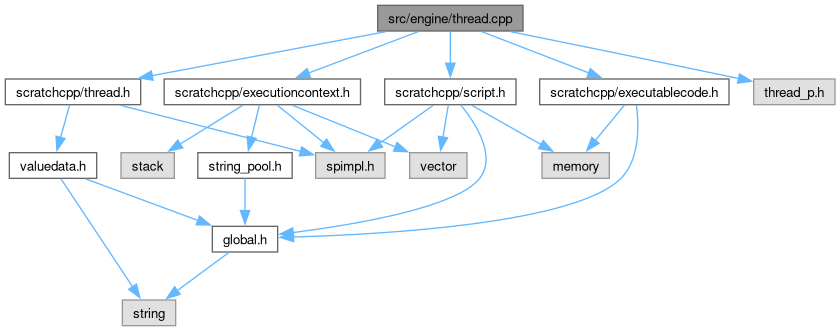 src/engine/thread.cpp
scratchcpp/thread.h
scratchcpp/executioncontext.h
scratchcpp/script.h
scratchcpp/executablecode.h
thread_p.h
valuedata.h
stack
string_pool.h
spimpl.h
vector
memory
global.h
string